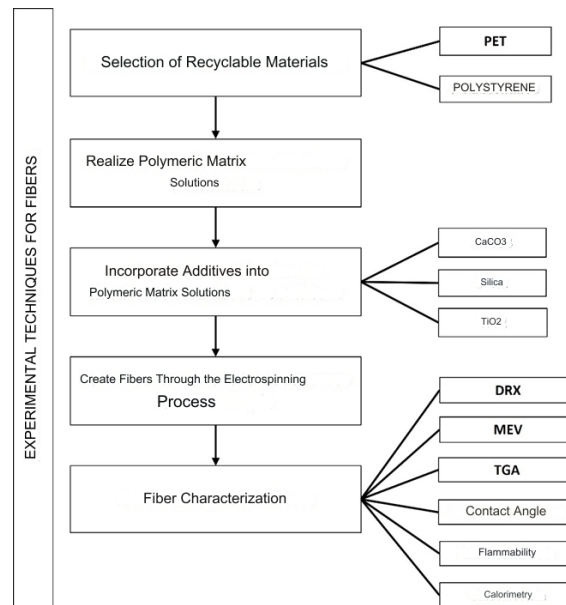 EXPERIMENTAL TECHNIQUES FOR FIBERS
Selection of Recyclable Materials
PET
POLYSTYRENE
Realize Polymeric Matrix
Solutions
Incorporate Additives into
Polymeric Matrix Solutions
CaCO3
Silica
TiO2
Create Fibers Through the Electrospinning
Process
Fiber Characterization
DRX
MEV
TGA
Contact Angle
Flammability
Calorimetry